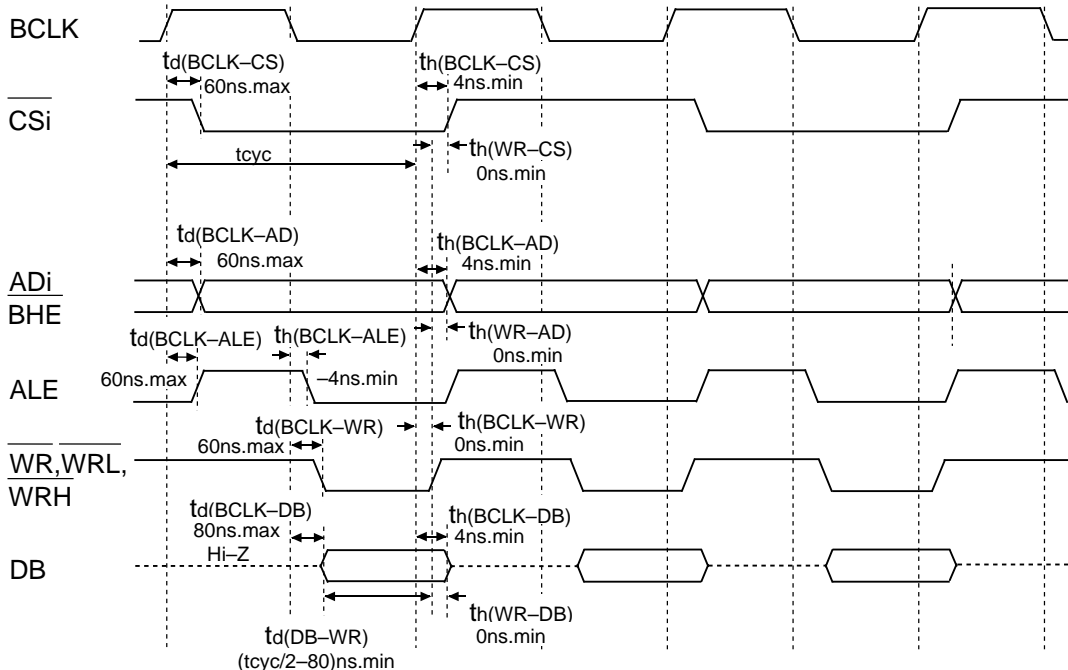 BCLK
td(BCLK–CS)
60ns.max
th(BCLK–CS)
4ns.min
CSi
tcyc
th(WR–CS)
0ns.min
td(BCLK–AD)
60ns.max
th(BCLK–AD)
4ns.min
ADi
BHE
th(WR–AD)
0ns.min
td(BCLK–ALE)
60ns.max
th(BCLK–ALE)
–4ns.min
ALE
td(BCLK–WR)
60ns.max
th(BCLK–WR)
0ns.min
WR,WRL,
WRH
td(BCLK–DB)
80ns.max
th(BCLK–DB)
4ns.min
Hi–Z
DB
th(WR–DB)
0ns.min
td(DB–WR)
(tcyc/2–80)ns.min